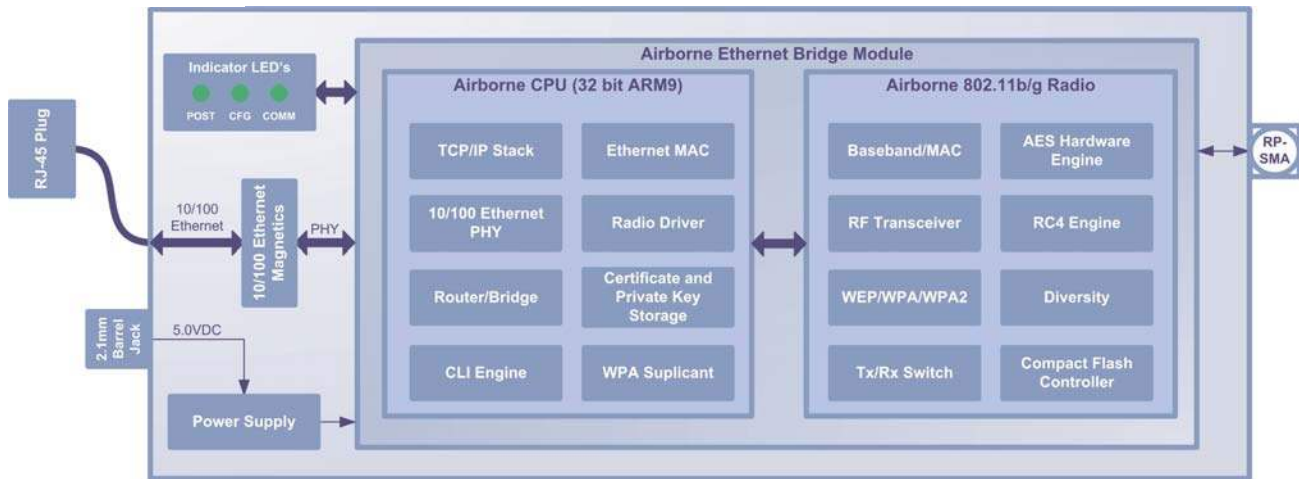 Airborne Ethernet Bridge Module
Indicator LED's
POST CFG COMM
RJ-45 Plug
10/100
Ethernet
10/100 Ethernet
Magnetics
PHY
2.1mm
Barrel
Jack
5.0VDC
Power Supply
Airborne CPU (32 bit ARM9)
TCP/IP Stack
Ethernet MAC
10/100 Ethernet
PHY
Radio Driver
Router/Bridge
Certificate and
Private Key
Storage
CLI Engine
WPA Suplicant
Airborne 802.11b/g Radio
Baseband/MAC
AES Hardware
Engine
RF Transceiver
RC4 Engine
WEP/WPA/WPA2
Diversity
Tx/Rx Switch
Compact Flash
Controller
RP-
SMA